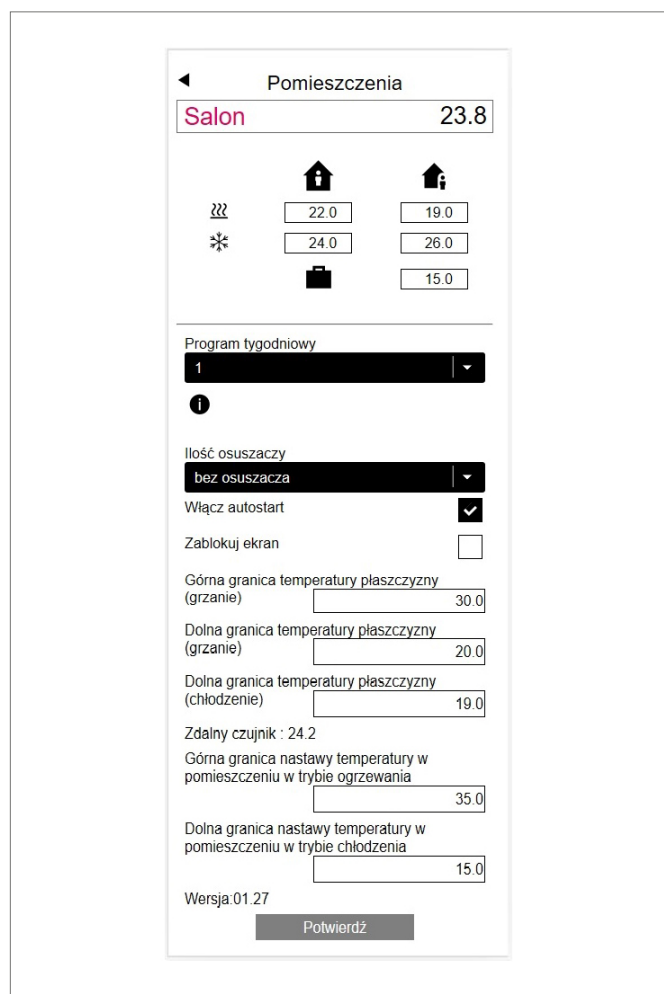 Pomieszczenia
Salon 23.8
22.0 19.0
24.0 26.0
15.0
Program tygodniowy
1
Ilość osuszaczy
bez osuszacza
Włącz autostart
Zablokuj ekran
Górna granica temperatury płaszczyzny
(grzanie)
30.0
Dolna granica temperatury płaszczyzny
(grzanie)
20.0
Dolna granica temperatury płaszczyzny
(chłodzenie)
19.0
Zdalny czujnik : 24.2
Górna granica nastawy temperatury w
pomieszczeniu w trybie ogrzewania
35.0
Dolna granica nastawy temperatury w
pomieszczeniu w trybie chłodzenia
15.0
Wersja:01.27
Potwierdź